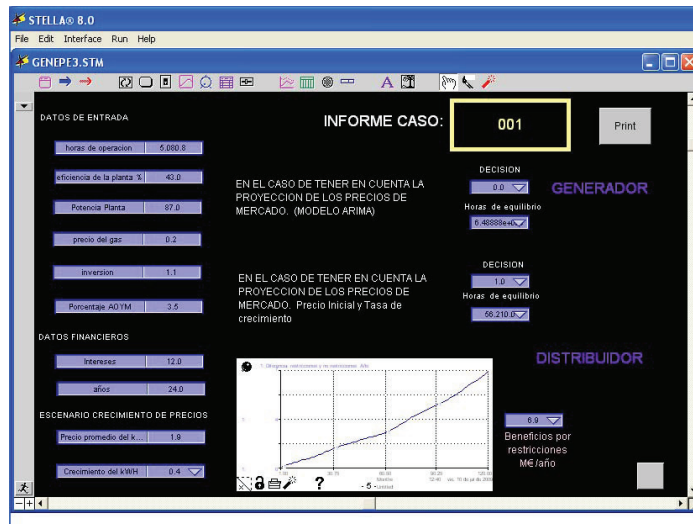 STELLA® 8.0
File Edit Interface Run Help
GENEPE3.STM
DATOS DE ENTRADA
INFORME CASO:
001
Print
horas de operacion 5,080.8
eficiencia de la planta % 43.0
Potencia Planta 87.0
precio del gas 0.2
inversion 1.1
Porcentaje AOYM 3.5
EN EL CASO DE TENER EN CUENTA LA
PROYECCION DE LOS PRECIOS DE
MERCADO. (MODELO ARIMA)
DECISION
0.0
GENERADOR
Horas de equilibrio
6.48888e+
EN EL CASO DE TENER EN CUENTA LA
PROYECCION DE LOS PRECIOS DE
MERCADO. Precio Inicial y Tasa de
crecimiento
DECISION
1.0
Horas de equilibrio
56.210.0
DATOS FINANCIEROS
Intereses 12.0
años 24.0
DISTRIBUIDOR
ESCENARIO CRECIMIENTO DE PRECIOS
Precio promedio del k... 1.9
Crecimiento del kWH 0.4
6.9
Beneficios por
restricciones
M€/año
?
- 5 -